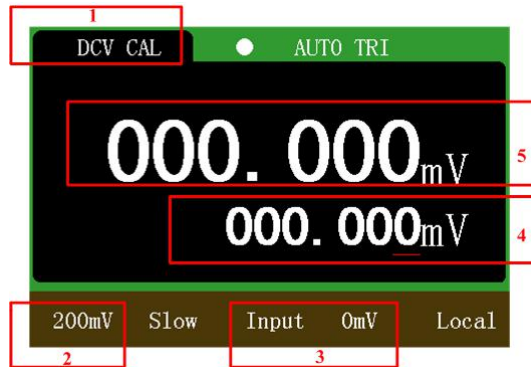 1
DCV CAL AUTO TRI
000.000mV 5
000.000mV 4
200mV Slow Input 0mV Local
2 3